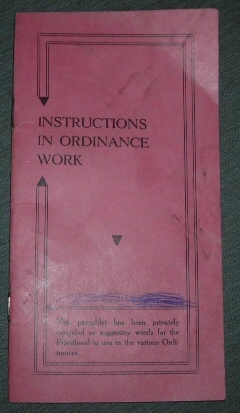 INSTRUCTIONS
IN ORDINANCE
WORK
This pamphlet has been privately
compiled as suggestive words for the
Priesthood to use in the various Ordi-
nances.